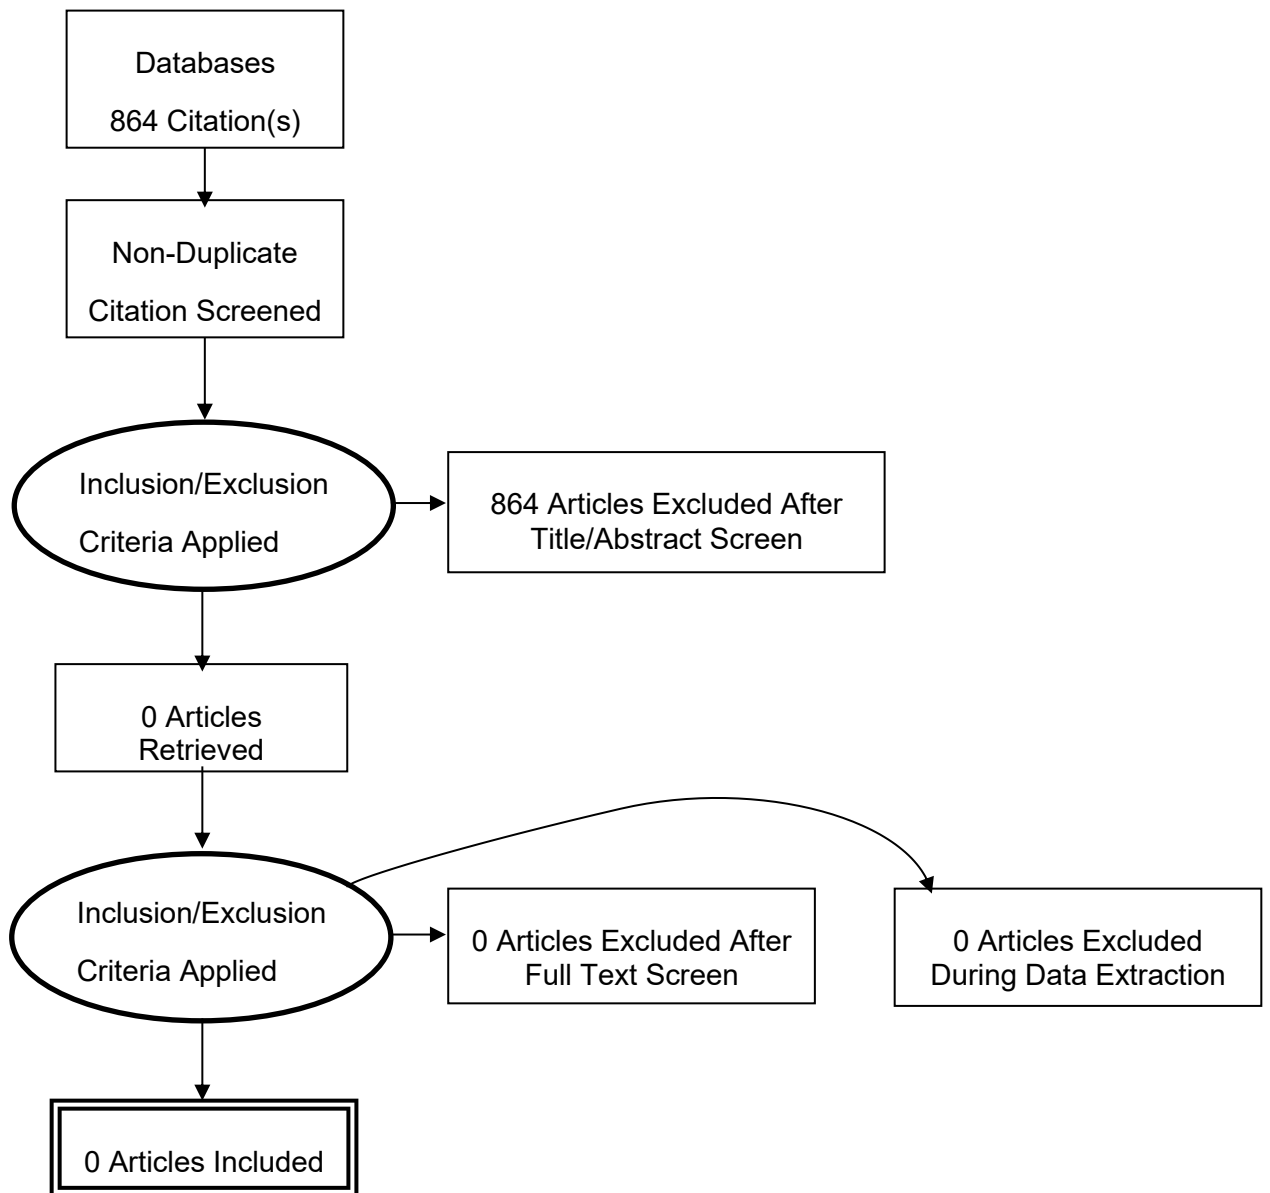 Databases
864 Citation(s)
Non-Duplicate
Citation Screened
Inclusion/Exclusion
Criteria Applied
864 Articles Excluded After
Title/Abstract Screen
0 Articles
Retrieved
Inclusion/Exclusion
Criteria Applied
0 Articles Excluded After
Full Text Screen
0 Articles Excluded
During Data Extraction
0 Articles Included